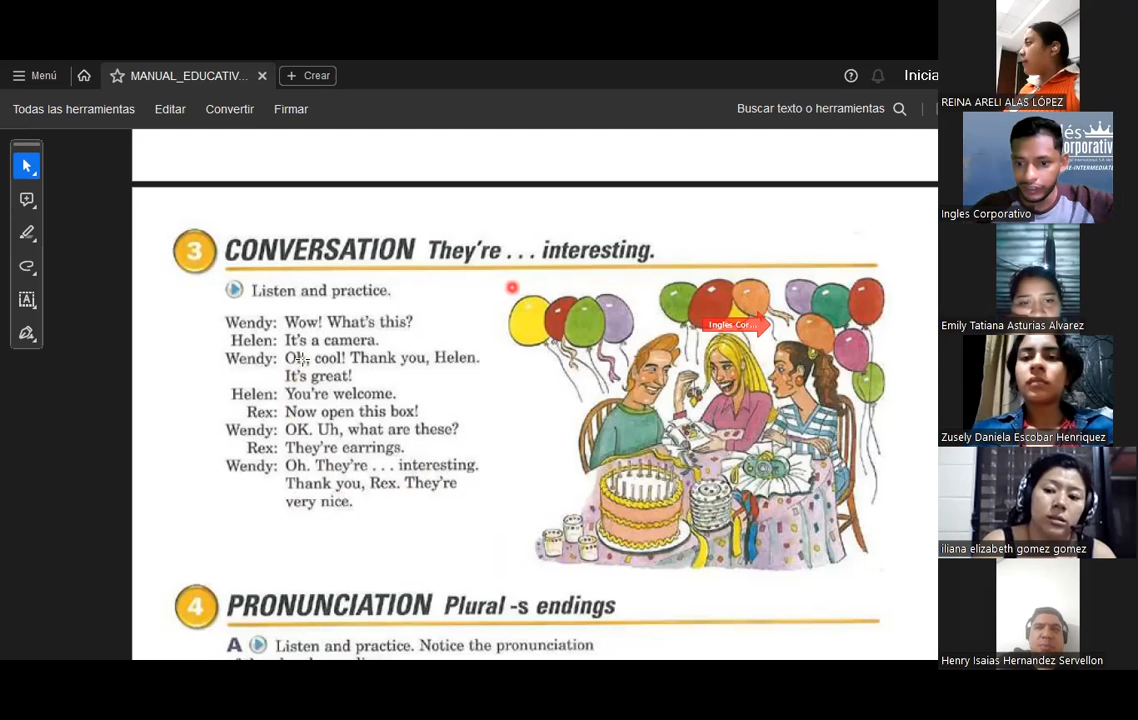 Menú
MANUAL_EDUCATIV...
Crear
Inicia
Todas las herramientas
Editar
Convertir
Firmar
Buscar texto o herramientas
3 CONVERSATION They're . . . interesting.
Listen and practice.
Wendy: Wow! What's this?
Helen: It's a camera.
Wendy: Oh, cool! Thank you, Helen.
It's great!
Helen: You're welcome.
Rex: Now open this box!
Wendy: OK. Uh, what are these?
Rex: They're earrings.
Wendy: Oh. They're . . . interesting.
Thank you, Rex. They're
very nice.
Ingles Cor...
4 PRONUNCIATION Plural -s endings
A Listen and practice. Notice the pronunciation
REINA ARELI ALAS LÓPEZ
lés
orporativ
RE-INTERMEDIATE
Ingles Corporativo
Emily Tatiana Asturias Alvarez
Zusely Daniela Escobar Henriquez
iliana elizabeth gomez gomez
Henry Isaias Hernandez Servellon